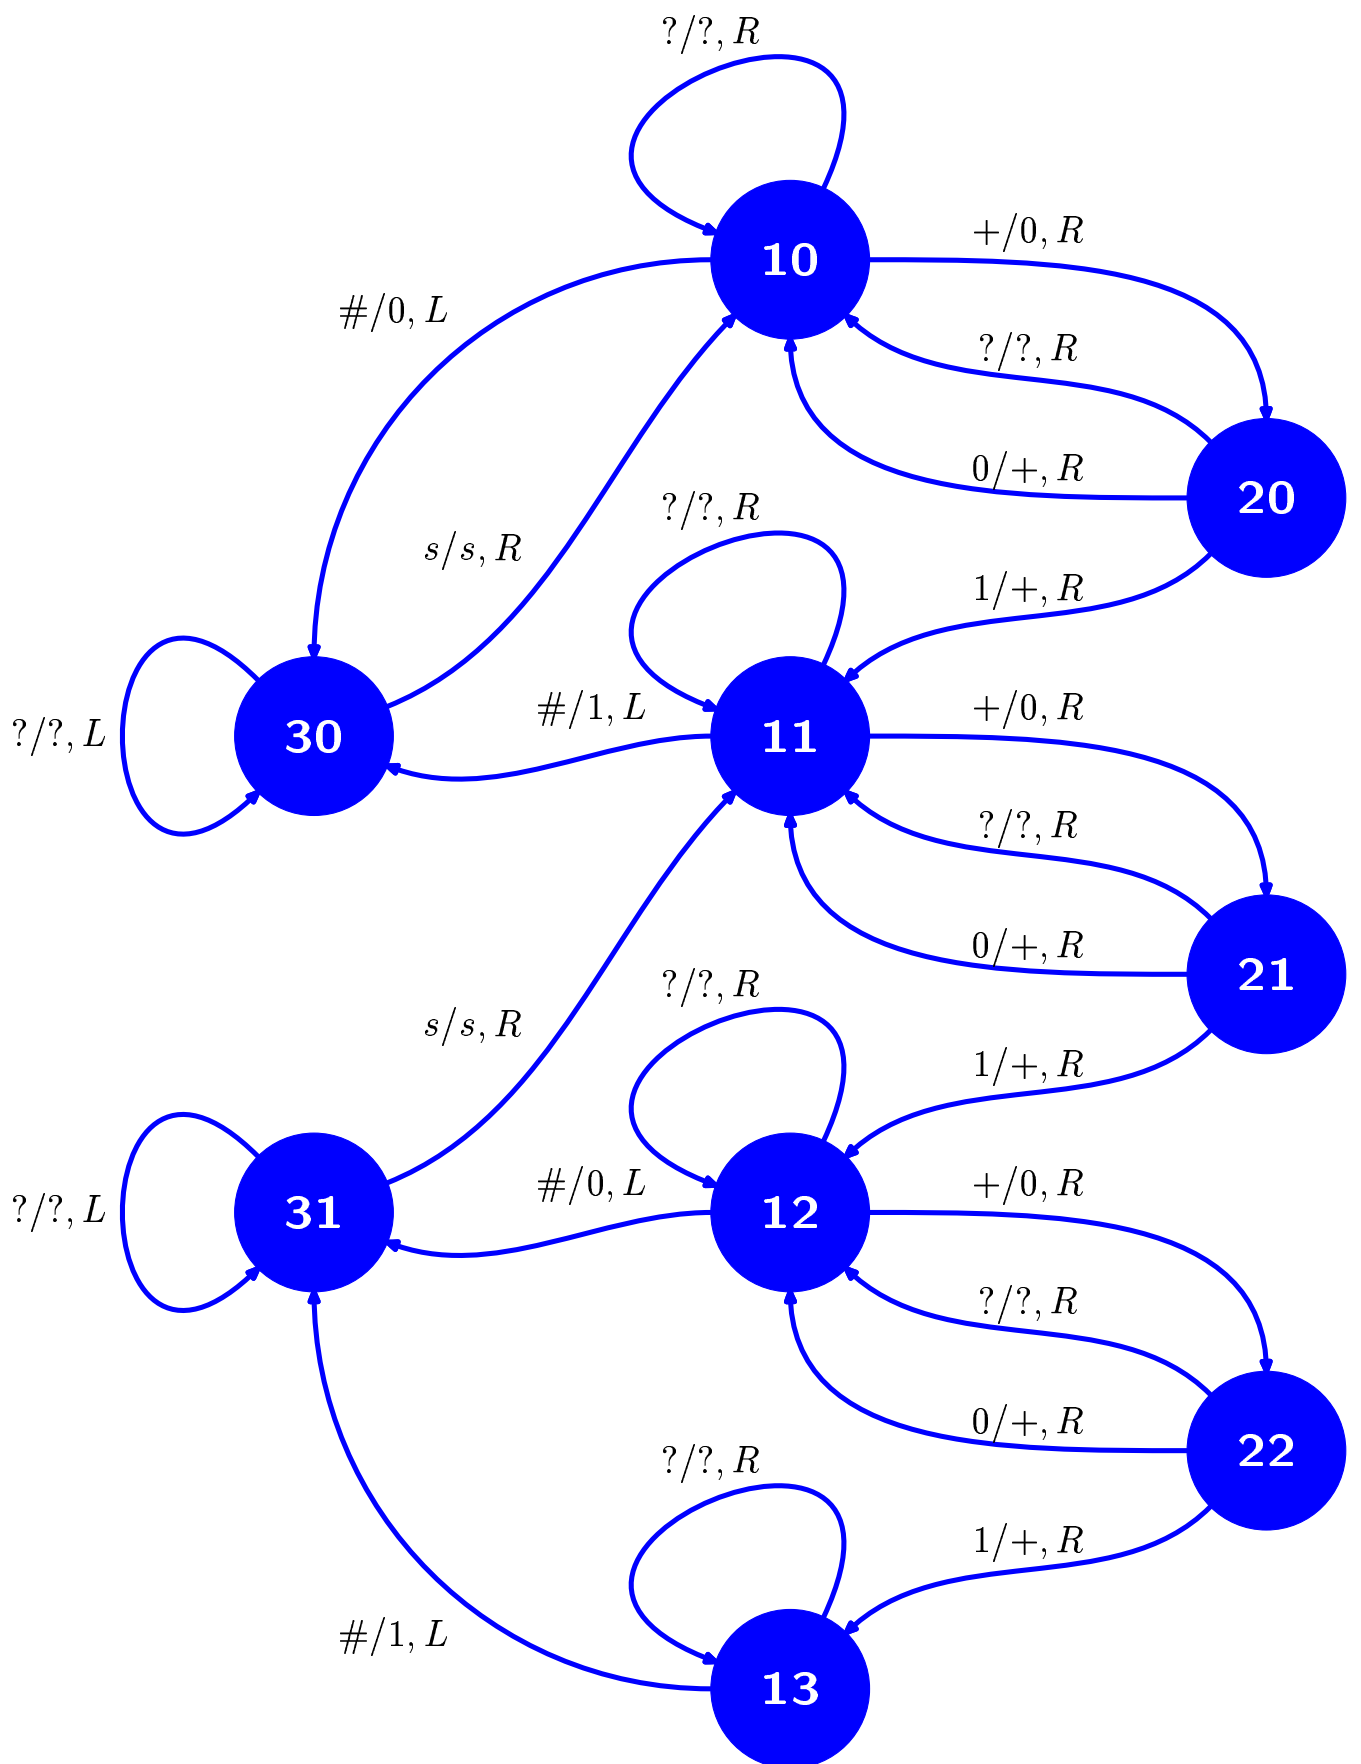 ?/?, R
10
+/0, R
#/0, L
?/?, R
0/+, R
20
?/?, R
s/s, R
1/+, R
#/1, L
+/0, R
?/?, L
30
11
?/?, R
0/+, R
21
?/?, R
s/s, R
1/+, R
#/0, L
+/0, R
?/?, L
31
12
?/?, R
0/+, R
22
?/?, R
1/+, R
#/1, L
13